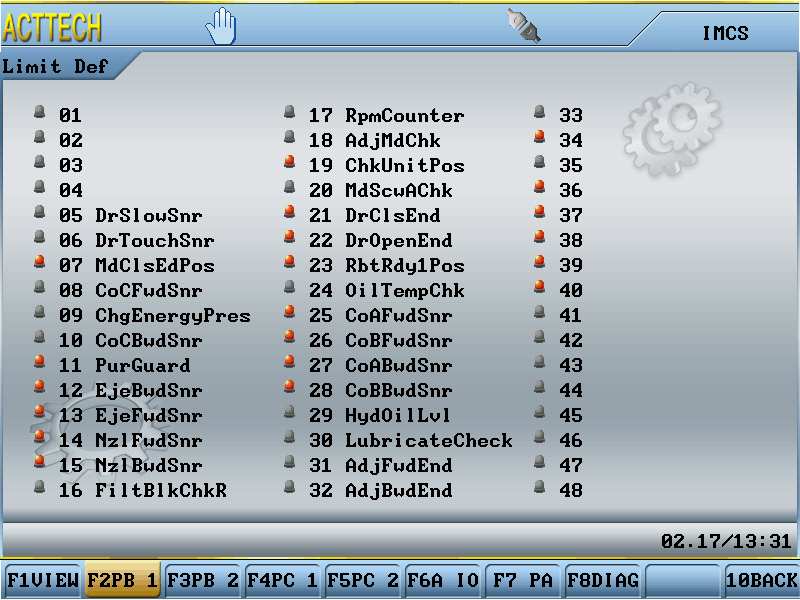 ACTTECH
IMCS
Limit Def
01
02
03
04
05 DrSlowSnr
06 DrTouchSnr
07 MdClsEdPos
08 CoCFwdSnr
09 ChgEnergyPres
10 CoCBwdSnr
11 PurGuard
12 EjeBwdSnr
13 EjeFwdSnr
14 NzlFwdSnr
15 NzlBwdSnr
16 FiltBlkChkR
17 RpmCounter
18 AdjMdChk
19 ChkUnitPos
20 MdScwAChk
21 DrClsEnd
22 DrOpenEnd
23 RbtRdy1Pos
24 OilTempChk
25 CoAFwdSnr
26 CoBFwdSnr
27 CoABwdSnr
28 CoBBwdSnr
29 HydOilLvl
30 LubricateCheck
31 AdjFwdEnd
32 AdjBwdEnd
33
34
35
36
37
38
39
40
41
42
43
44
45
46
47
48
02.17/13:31
F1VIEW F2PB 1 F3PB 2 F4PC 1 F5PC 2 F6A IO F7 PA F8DIAG 10BACK